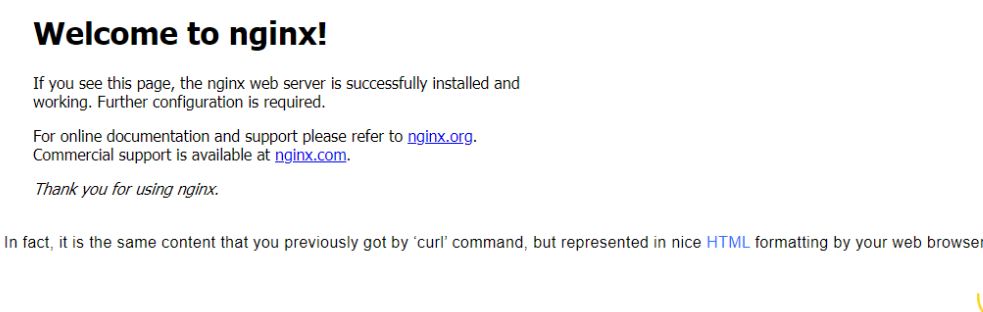 Welcome to nginx!
If you see this page, the nginx web server is successfully installed and
working. Further configuration is required.
For online documentation and support please refer to nginx.org.
Commercial support is available at nginx.com.
Thank you for using nginx.
In fact, it is the same content that you previously got by ‘curl’ command, but represented in nice HTML formatting by your web browser